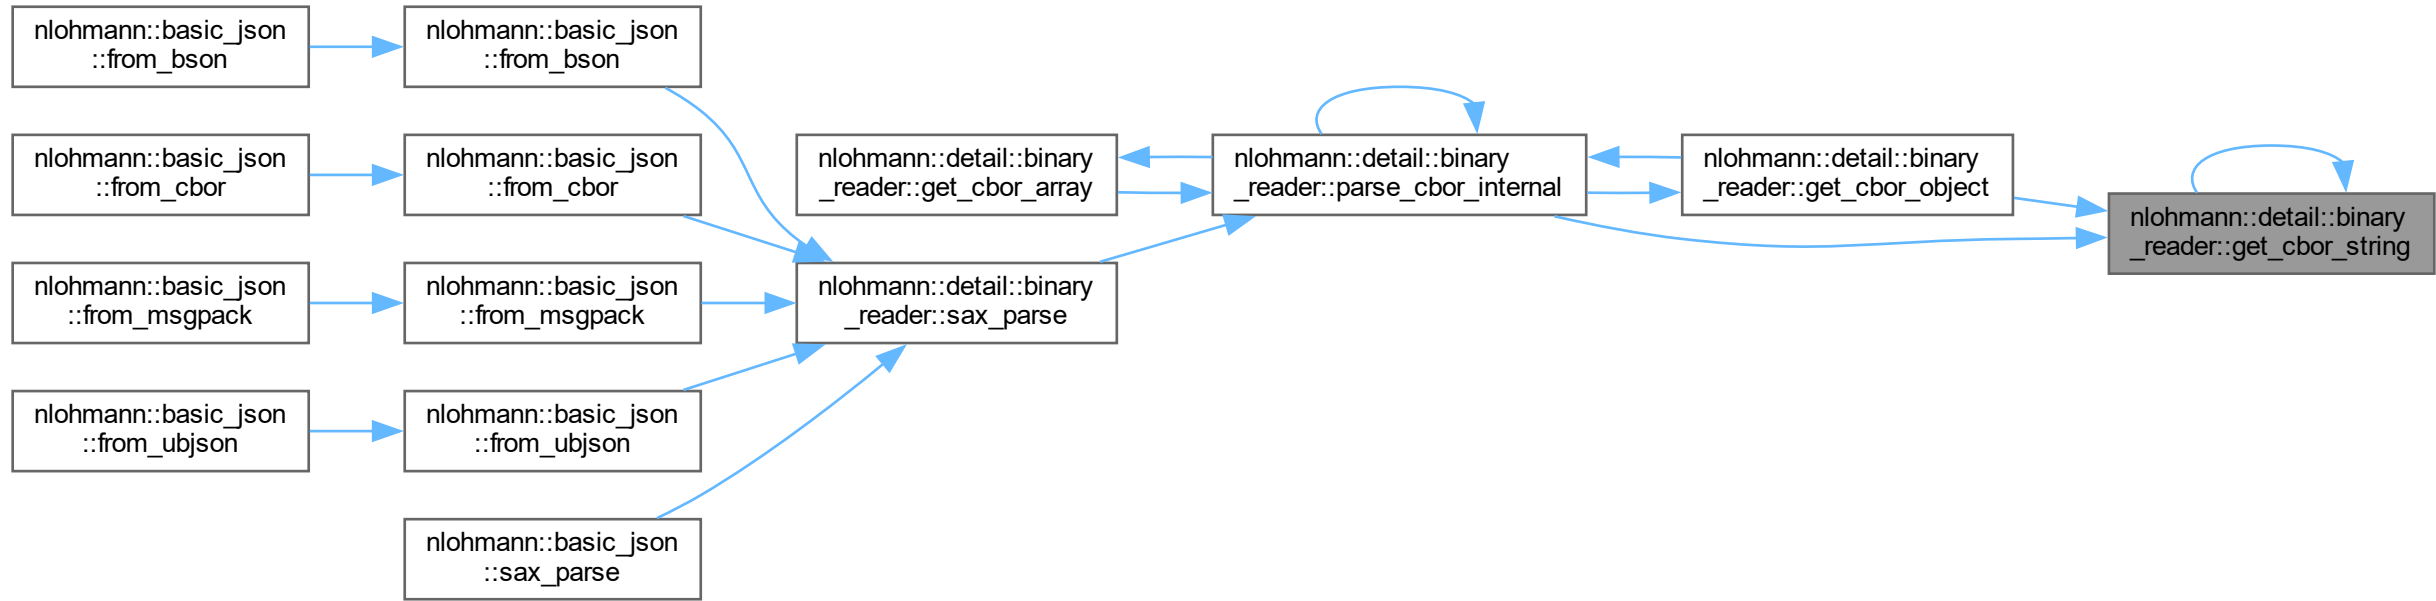 nlohmann::basic_json
::from_bson
nlohmann::basic_json
::from_bson
nlohmann::basic_json
::from_cbor
nlohmann::basic_json
::from_cbor
nlohmann::detail::binary
_reader::get_cbor_array
nlohmann::detail::binary
_reader::parse_cbor_internal
nlohmann::detail::binary
_reader::get_cbor_object
nlohmann::detail::binary
_reader::get_cbor_string
nlohmann::basic_json
::from_msgpack
nlohmann::basic_json
::from_msgpack
nlohmann::detail::binary
_reader::sax_parse
nlohmann::basic_json
::from_ubjson
nlohmann::basic_json
::from_ubjson
nlohmann::basic_json
::sax_parse